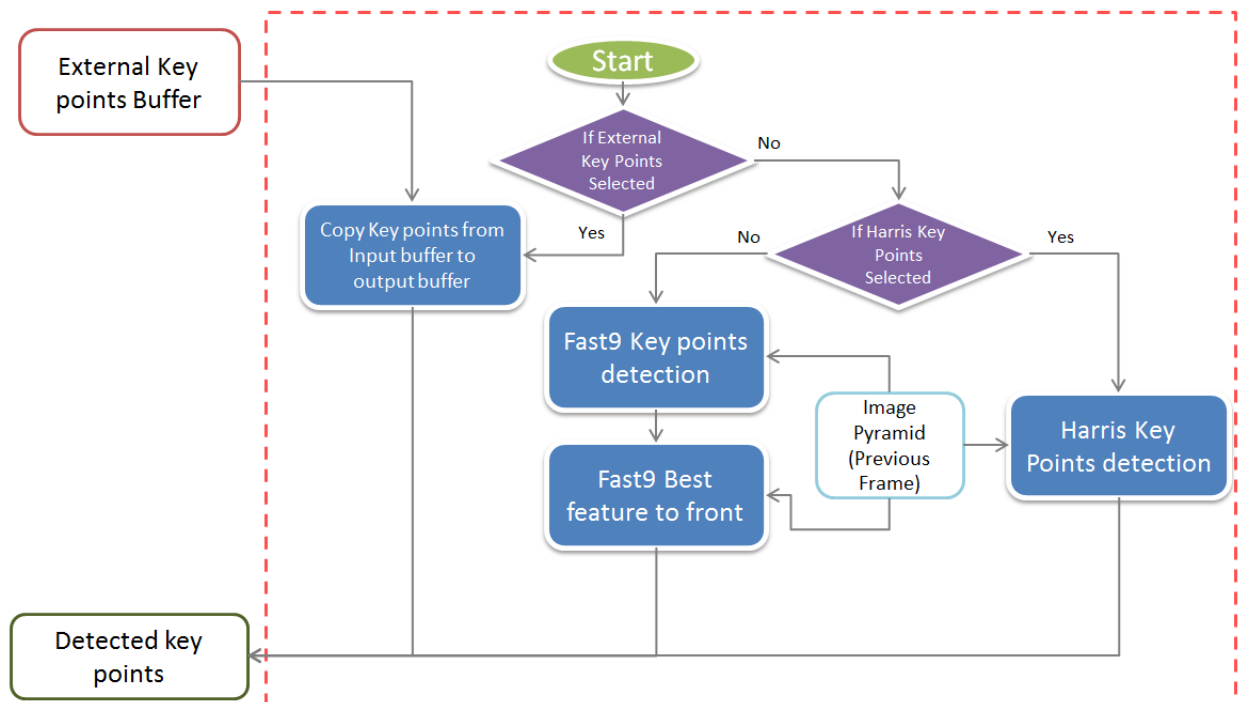 External Key
points Buffer
Start
If External
Key Points
Selected
No
Copy Key points from
Input buffer to
output buffer
Yes
No
If Harris Key
Points
Selected
Yes
Fast9 Key points
detection
Image
Pyramid
(Previous
Frame)
Harris Key
Points detection
Fast9 Best
feature to front
Detected key
points